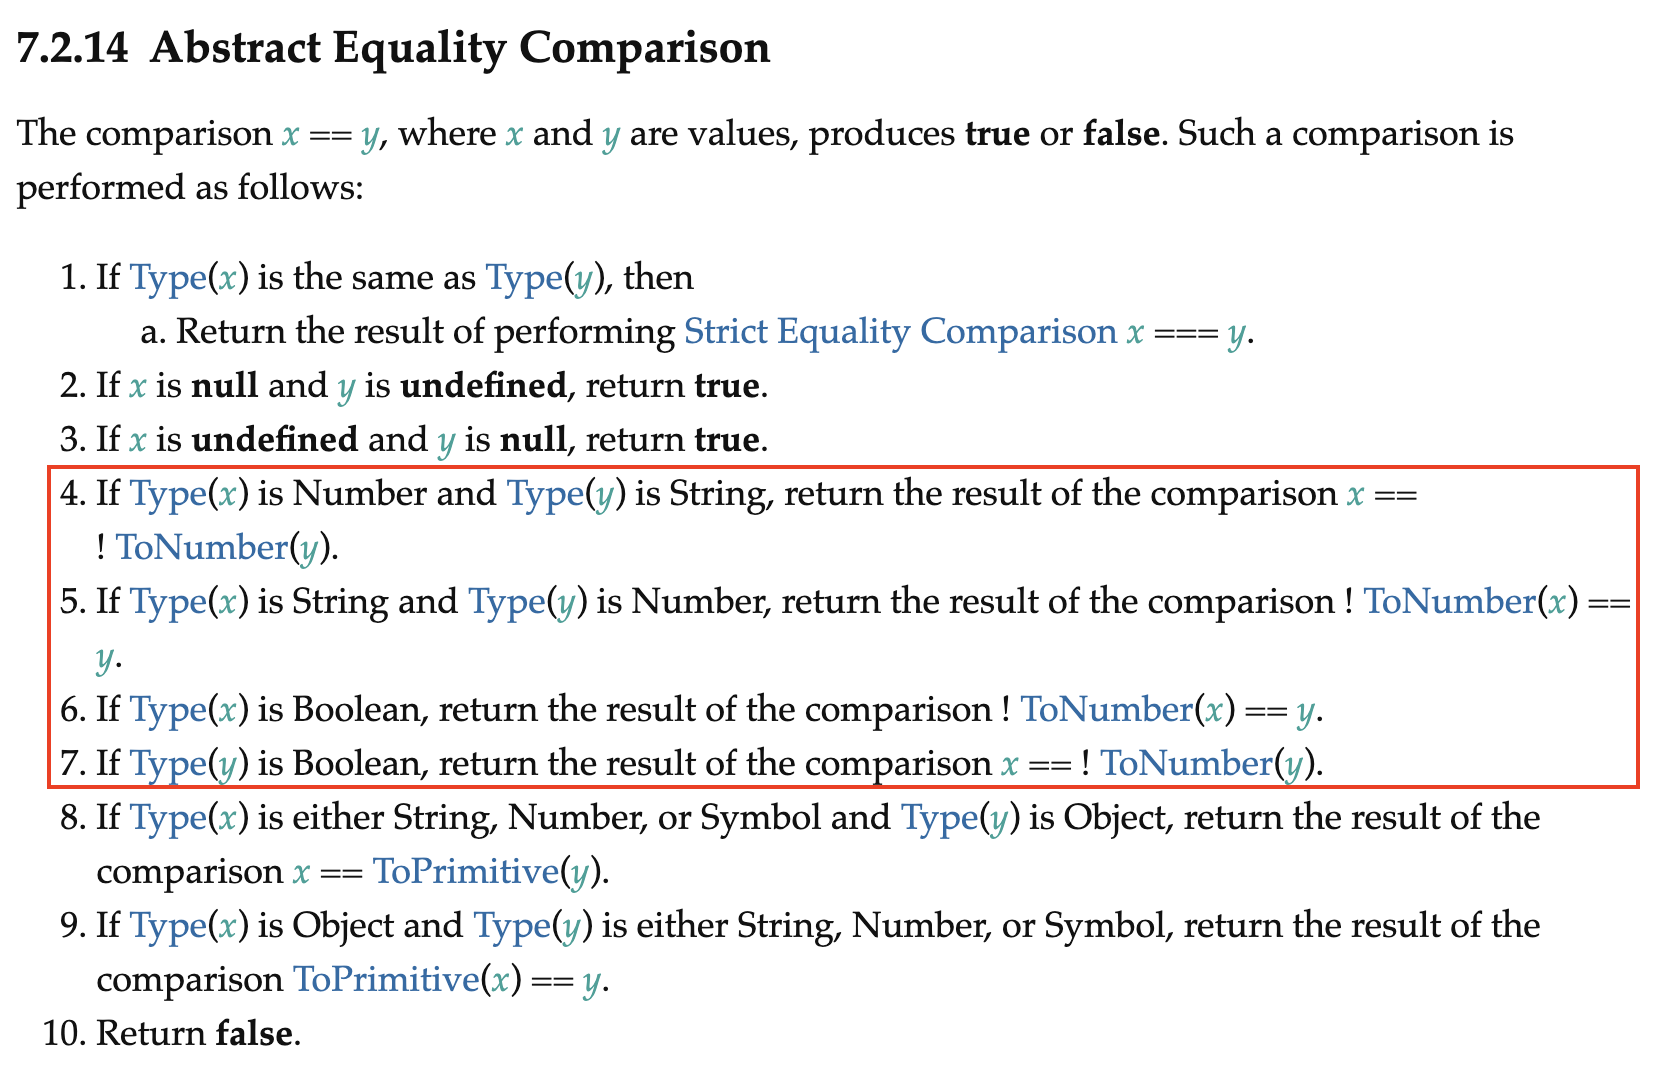 7.2.14 Abstract Equality Comparison
The comparison x == y, where x and y are values, produces true or false. Such a comparison is
performed as follows:
1. If Type(x) is the same as Type(y), then
a. Return the result of performing Strict Equality Comparison x === y.
2. If x is null and y is undefined, return true.
3. If x is undefined and y is null, return true.
4. If Type(x) is Number and Type(y) is String, return the result of the comparison x ==
! ToNumber(y).
5. If Type(x) is String and Type(y) is Number, return the result of the comparison ! ToNumber(x) ==
y.
6. If Type(x) is Boolean, return the result of the comparison ! ToNumber(x) == y.
7. If Type(y) is Boolean, return the result of the comparison x == ! ToNumber(y).
8. If Type(x) is either String, Number, or Symbol and Type(y) is Object, return the result of the
comparison x == ToPrimitive(y).
9. If Type(x) is Object and Type(y) is either String, Number, or Symbol, return the result of the
comparison ToPrimitive(x) == y.
10. Return false.